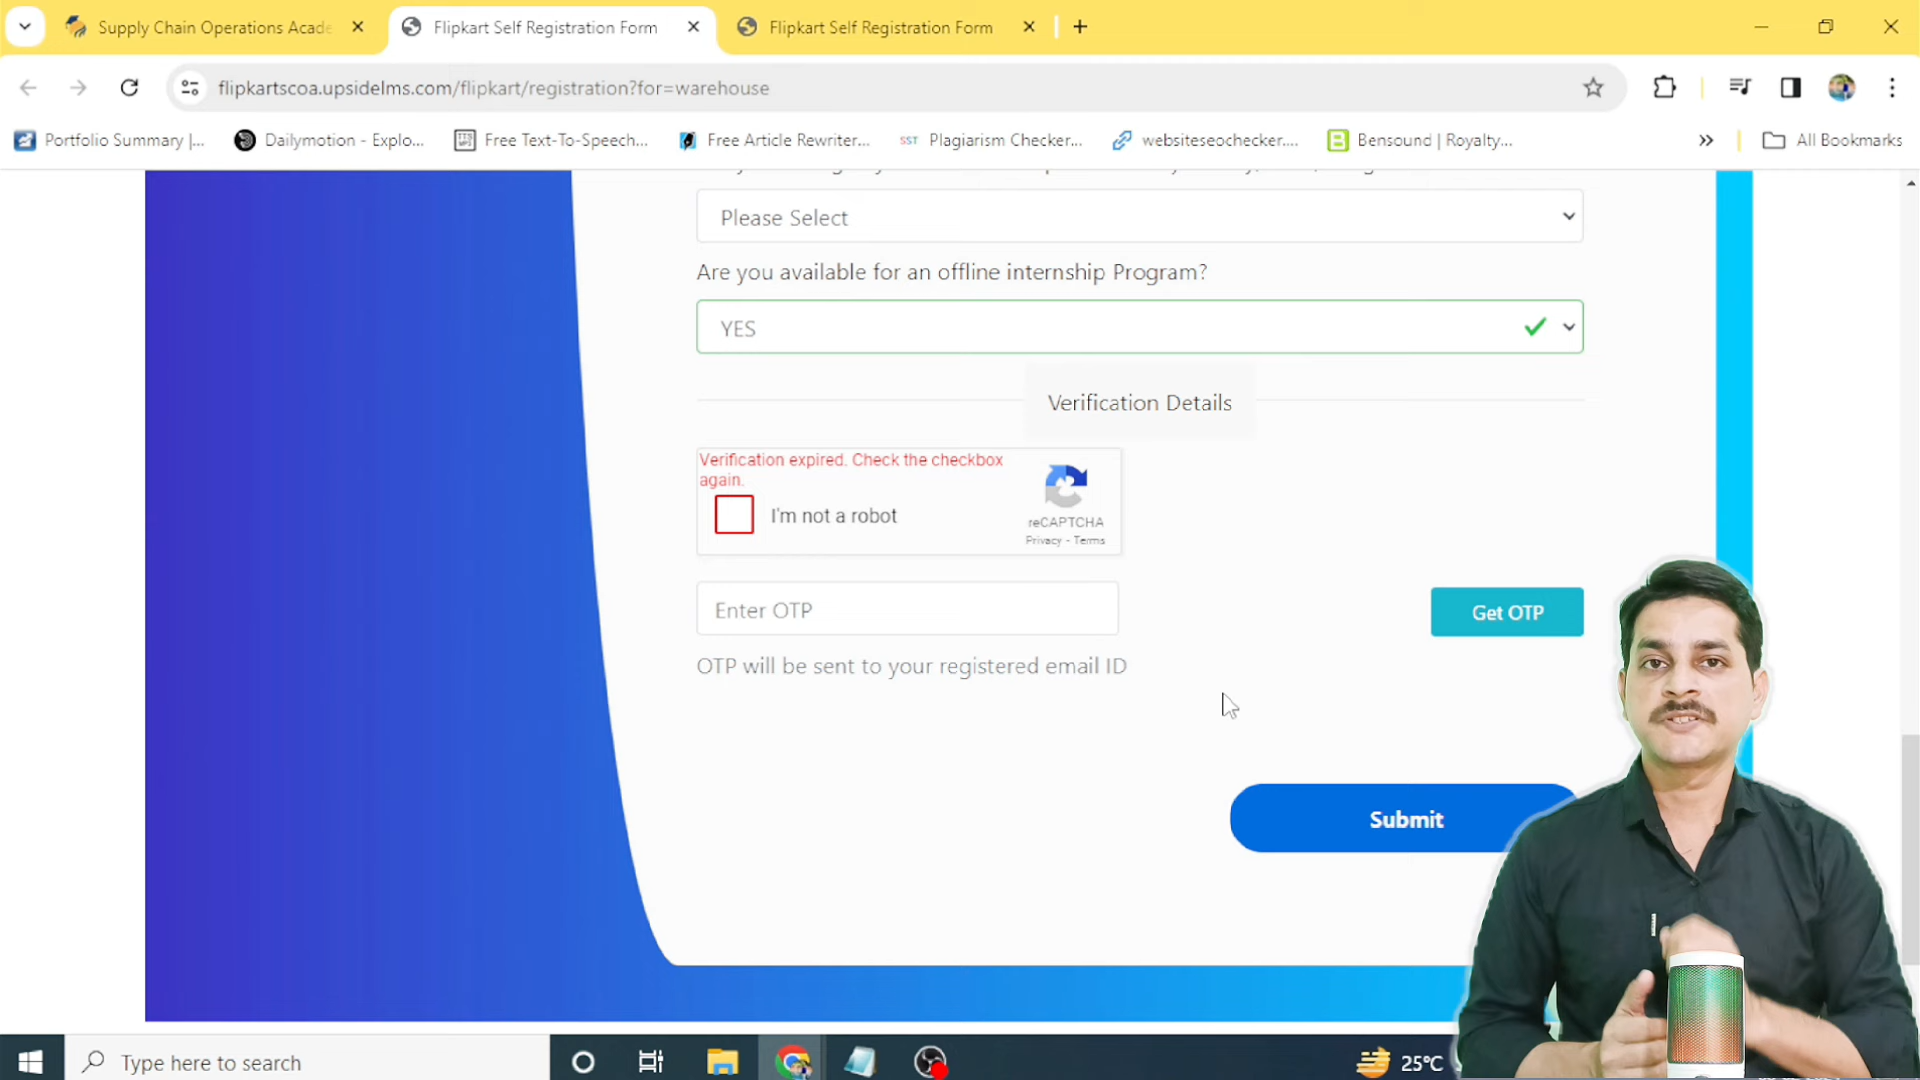 Supply Chain Operations Acade
Flipkart Self Registration Form
Flipkart Self Registration Form
flipkartscoa.upsidelms.com/flipkart/registration?for=warehouse
Portfolio Summary |...
Dailymotion - Explo...
Free Text-To-Speech...
Free Article Rewriter...
SST Plagiarism Checker...
websiteseochecker....
Bensound | Royalty...
All Bookmarks
Please Select
Are you available for an offline internship Program?
YES
Verification Details
Verification expired. Check the checkbox
again.
I'm not a robot
reCAPTCHA
Privacy - Terms
Enter OTP
Get OTP
OTP will be sent to your registered email ID
Submit
Type here to search
25°C